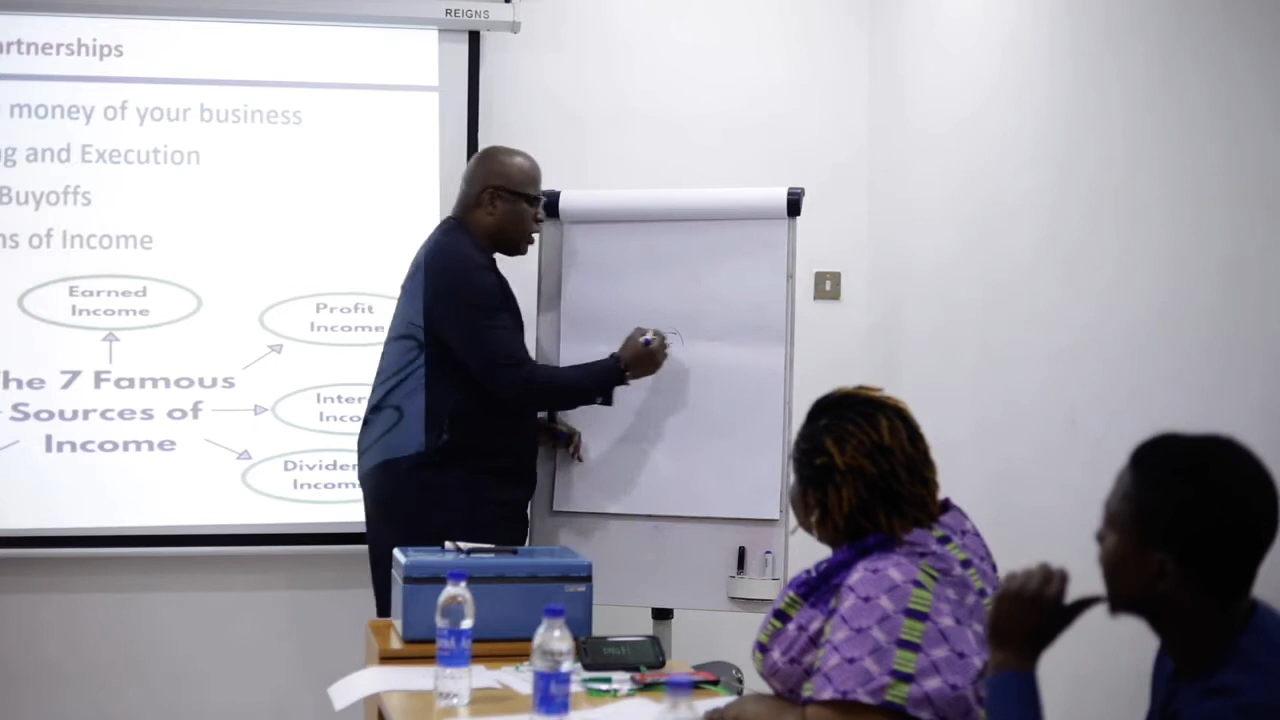 REIGNS
artnerships
money of your business
g and Execution
Buyoffs
ns of Income
Earned
Income
Profit
Income
he 7 Famous
Sources of
Income
Inter
Inco
Dividen
Incom